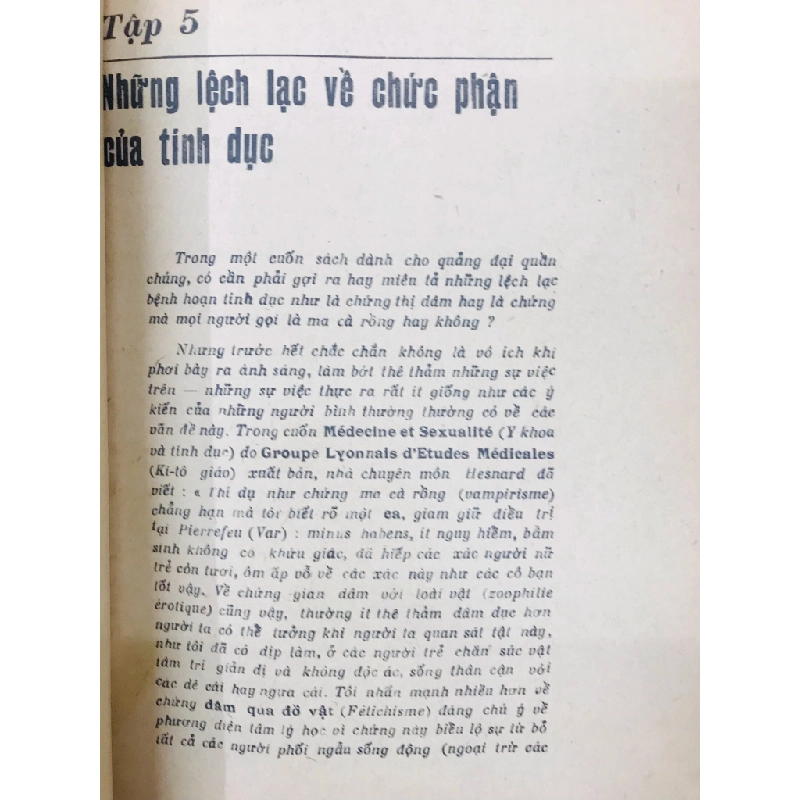 Tập 5
Những lệch lạc về chức phận
của tính dục
Trong một cuốn sách dành cho quảng đại quần
chúng, có cần phải gợi ra hay miêu tả những lệch lạc
bệnh hoạn tính dục như là chứng thị dâm hay là chứng
mà mọi người gọi là ma cà rồng hay không ?
Nhưng trước hết chắc chắn không là vô ích khi
phơi bày ra ánh sáng, làm bớt thê thảm những sự việc
trên — những sự việc thực ra rất ít giống như các ý
kiến của những người bình thường thường có về các
vấn đề này. Trong cuốn Médecine et Sexualité (Y khoa
và tính dục) do Groupe Lyonnais d'Etudes Médicales
(Ki-tô giáo) xuất bản, nhà chuyên môn Hesnard đã
viết : « Thí dụ như chứng ma cà rồng (vampirisme)
chẳng hạn mà tôi biết rõ một ca, giam giữ điều trị
tại Pierrefeu (Var) : minus habens, ít nguy hiểm, bẩm
sinh không có khứu giác, đã hiếp các xác người nữ
trẻ còn tươi, ôm ấp vỗ về các xác này như các cô bạn
tốt vậy. Về chứng gian dâm với loài vật (zoophilie
érotique) cũng vậy, thường ít thê thảm dâm dục hơn
người ta có thể tưởng khi người ta quan sát tật này,
như tôi đã có dịp làm, ở các người trẻ chăn súc vật
tâm trí giản dị và không độc ác, sống thân cận với
các dê cái hay ngựa cái. Tôi nhấn mạnh nhiều hơn về
chứng dâm qua đồ vật (Fétichisme) đáng chú ý về
phương diện tâm lý học vì chứng này biểu lộ sự từ bỏ
tất cả các người phối ngẫu sống động (ngoại trừ các